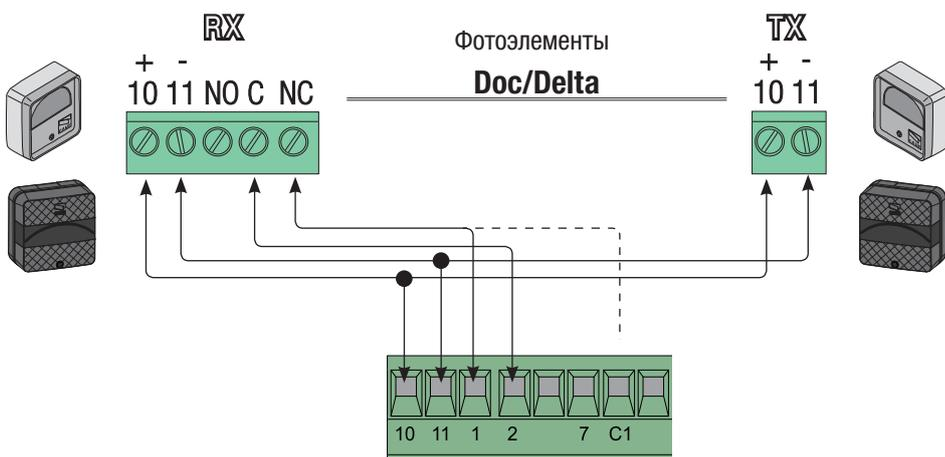 RX
TX
Фотоэлементы
Doc/Delta
+ -
10 11 NO C NC
+ -
10 11
10 11 1 2 7 C1